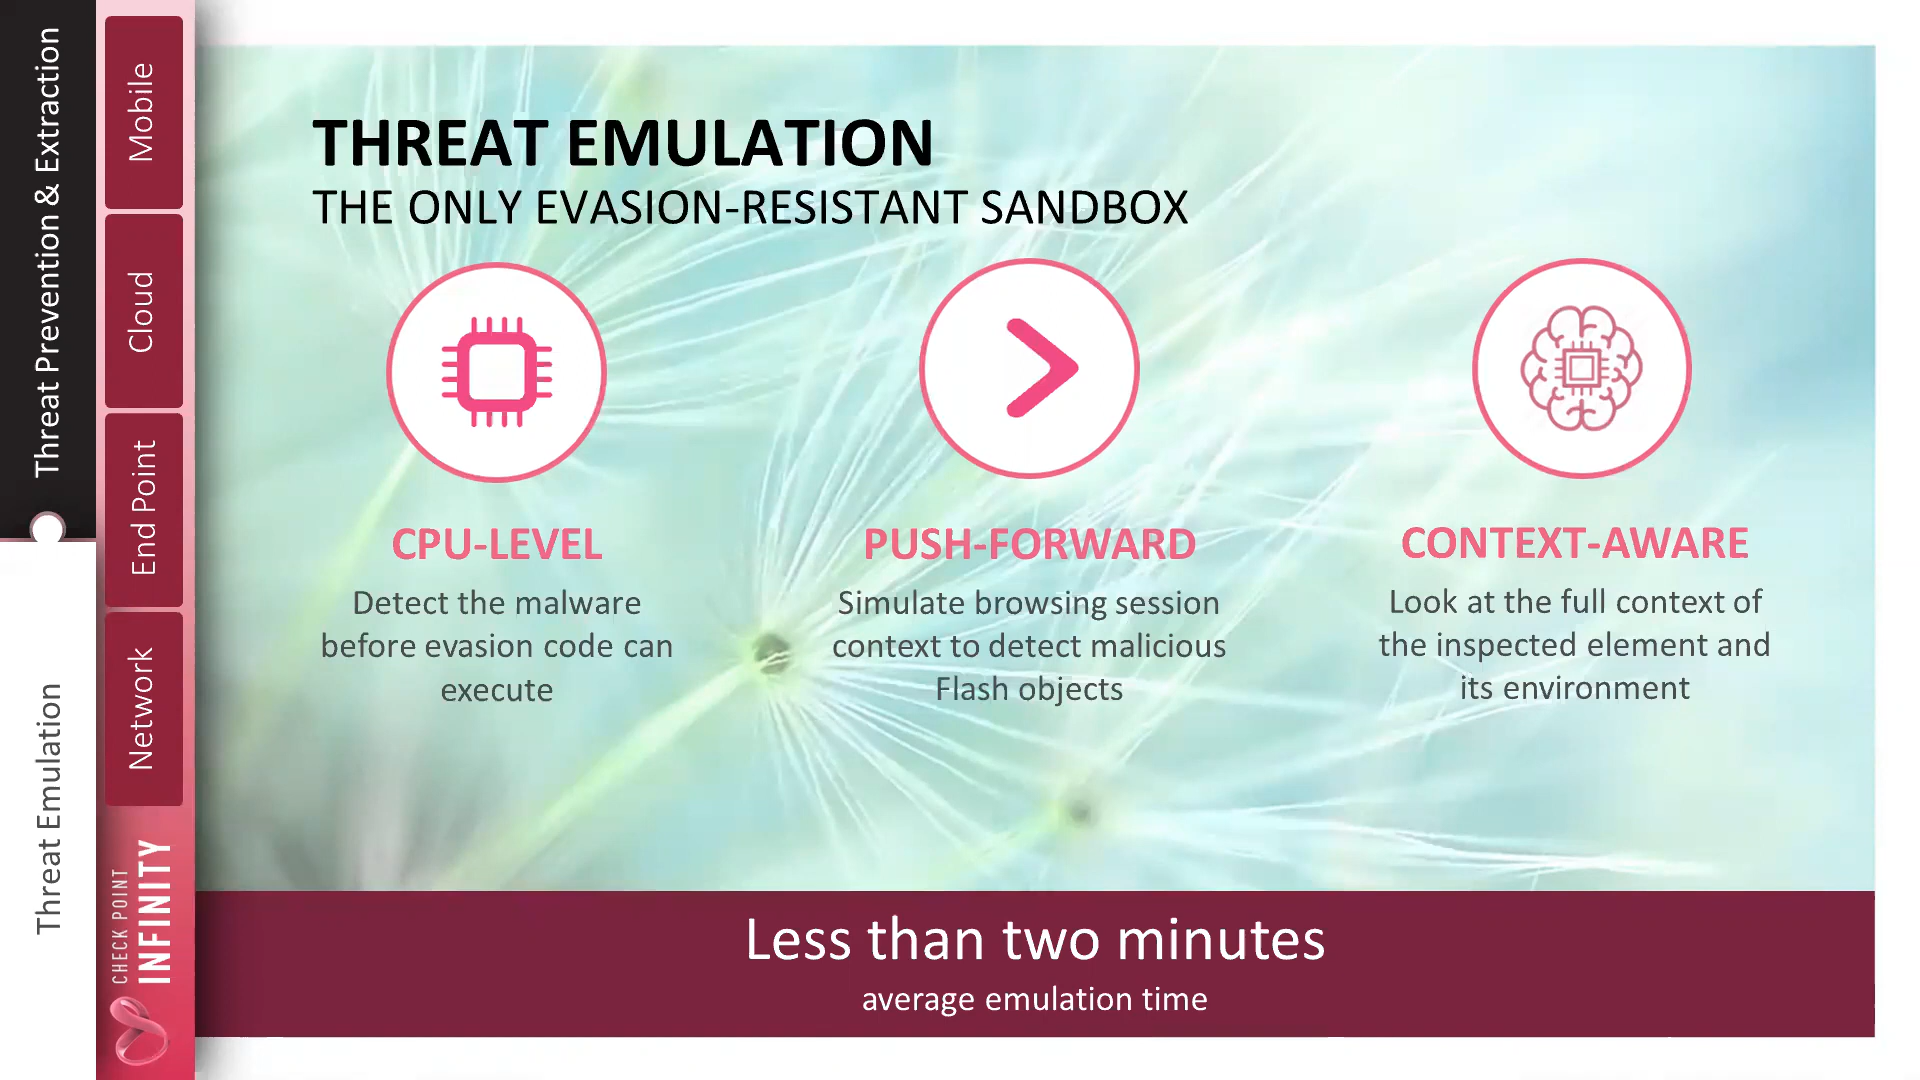 Threat Prevention & Extraction
Threat Emulation
Mobile
Cloud
End Point
Network
CHECK POINT
INFINITY
THREAT EMULATION
THE ONLY EVASION-RESISTANT SANDBOX
CPU-LEVEL
Detect the malware
before evasion code can
execute
PUSH-FORWARD
Simulate browsing session
context to detect malicious
Flash objects
CONTEXT-AWARE
Look at the full context of
the inspected element and
its environment
Less than two minutes
average emulation time